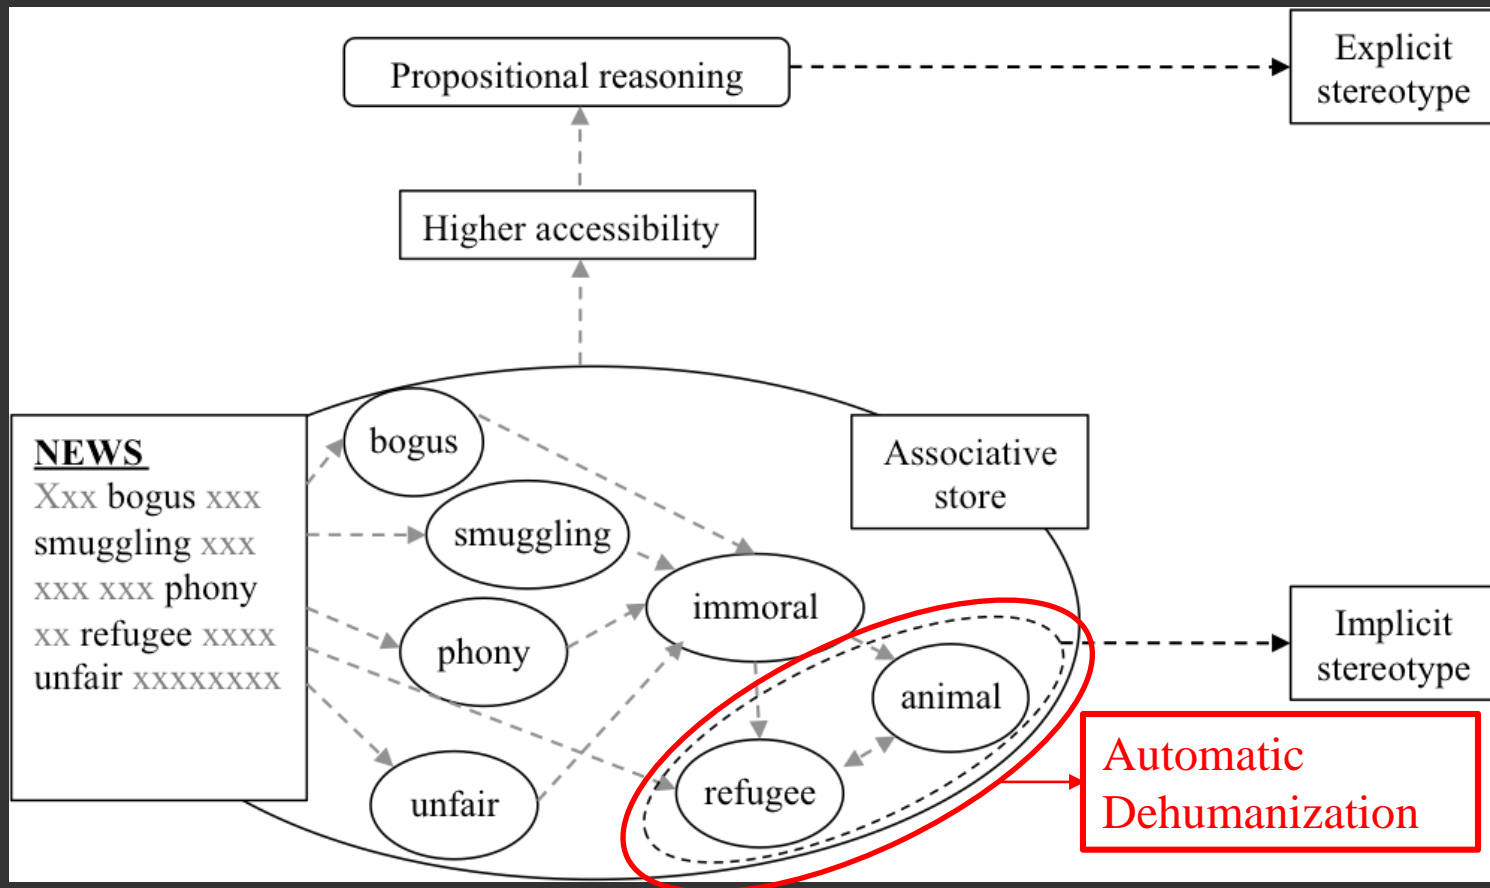 Propositional reasoning
Explicit
stereotype
Higher accessibility
NEWS
Xxx bogus xxx
smuggling xxx
xxx xxx phony
xx refugee xxxx
unfair xxxxxxxx
bogus
smuggling
phony
unfair
immoral
animal
refugee
Associative
store
Implicit
stereotype
Automatic
Dehumanization